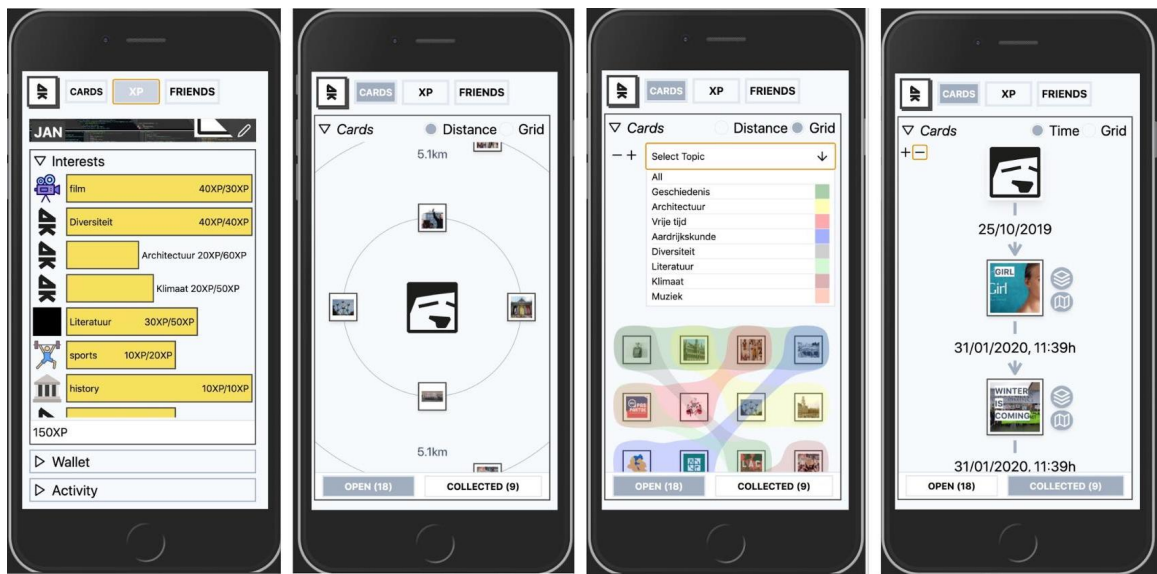 4K
CARDS XP FRIENDS
JAN
▽ Interests
film 40XP/30XP
Diversiteit 40XP/40XP
Architectuur 20XP/60XP
Klimaat 20XP/50XP
Literatuur 30XP/50XP
sports 10XP/20XP
history 10XP/10XP
150XP
▷ Wallet
▷ Activity
4K
CARDS XP FRIENDS
▽ Cards Distance Grid
5.1km
5.1km
OPEN (18) COLLECTED (9)
4K
CARDS XP FRIENDS
▽ Cards Distance Grid
− + Select Topic ↓
All
Geschiedenis
Architectuur
Vrije tijd
Aardrijkskunde
Diversiteit
Literatuur
Klimaat
Muziek
OPEN (18) COLLECTED (9)
4K
CARDS XP FRIENDS
▽ Cards Time Grid
+ −
25/10/2019
GIRL
Girl
31/01/2020, 11:39h
WINTER
IS
COMING
31/01/2020, 11:39h
OPEN (18) COLLECTED (9)